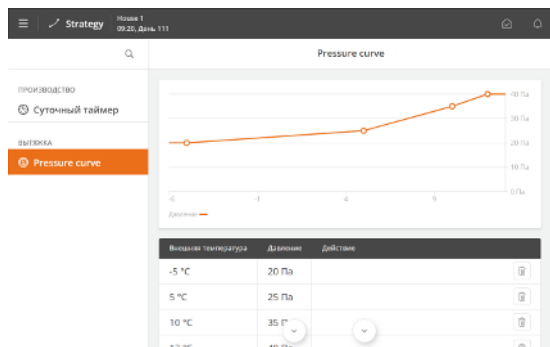 Strategy
House 1
09:20, День 111
Pressure curve
ПРОИЗВОДСТВО
Суточный таймер
ВЫТЯЖКА
Pressure curve
40 Па
30 Па
20 Па
10 Па
0 Па
-6
-1
4
9
Давление
Внешняя температура Давление Действие
-5 °C 20 Па
5 °C 25 Па
10 °C 35